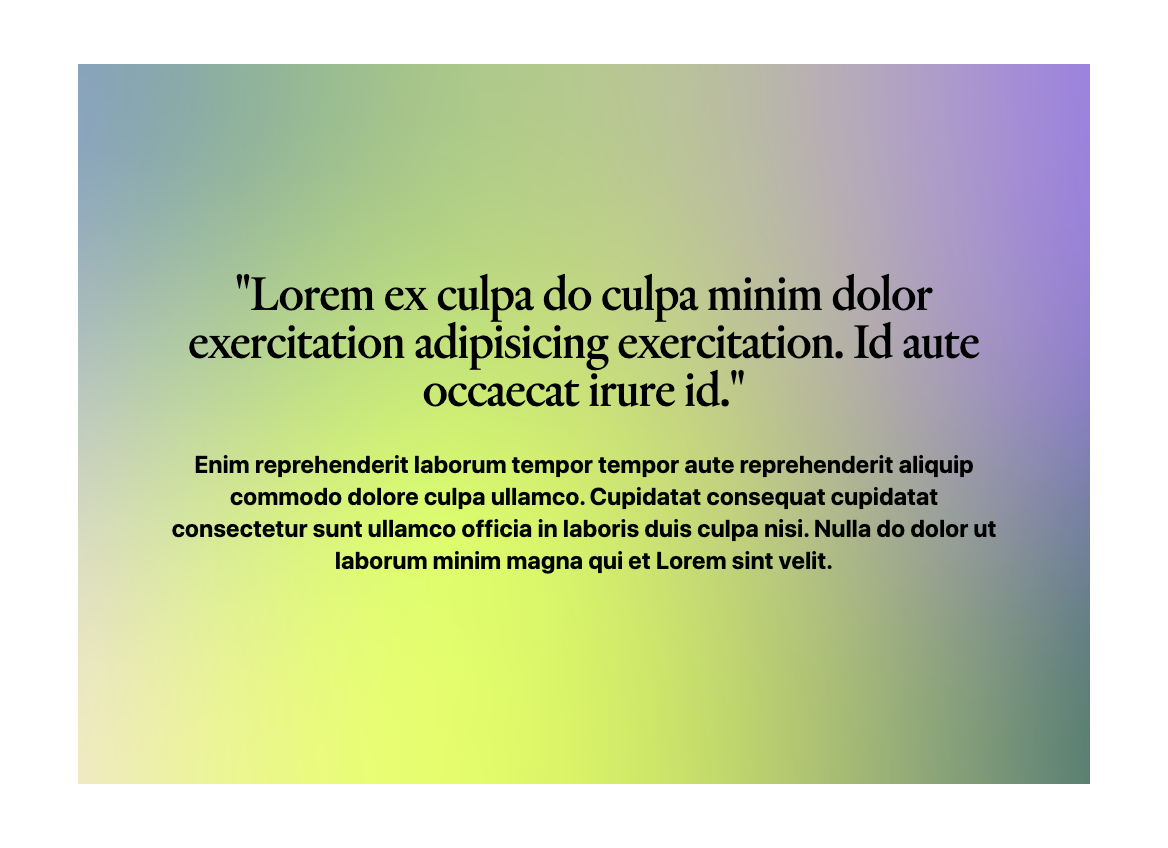 "Lorem ex culpa do culpa minim dolor
exercitation adipisicing exercitation. Id aute
occaecat irure id."
Enim reprehenderit laborum tempor tempor aute reprehenderit aliquip
commodo dolore culpa ullamco. Cupidatat consequat cupidatat
consectetur sunt ullamco officia in laboris duis culpa nisi. Nulla do dolor ut
laborum minim magna qui et Lorem sint velit.